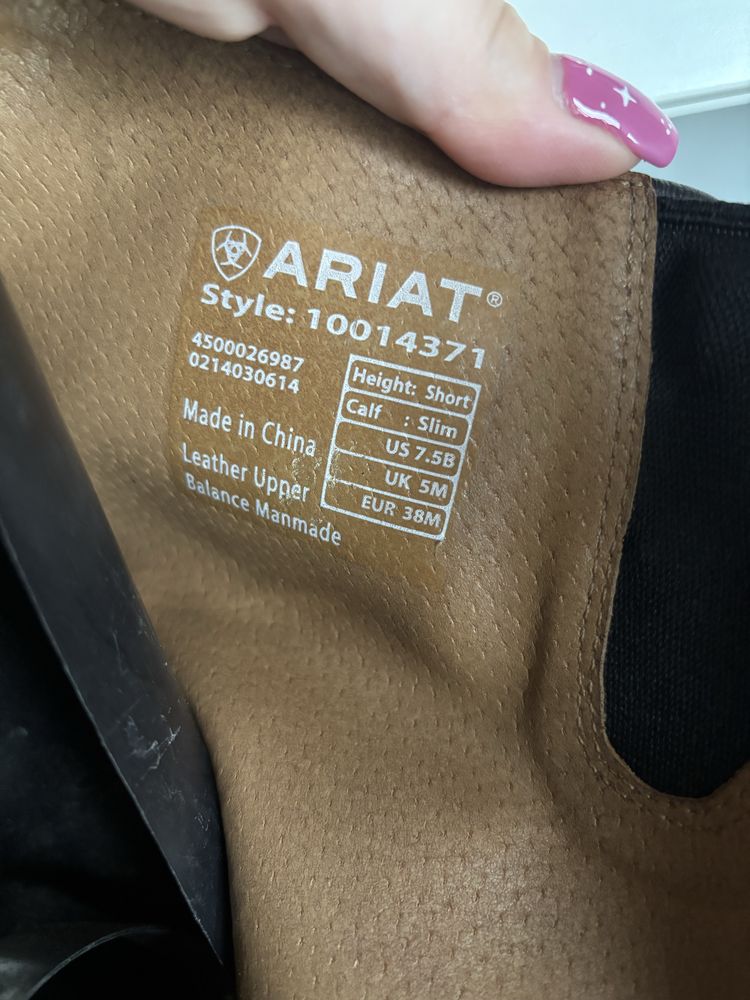 ARIAT®
Style: 10014371
4500026987
0214030614
Height: Short
Calf : Slim
US 7.5B
UK 5M
EUR 38M
Made in China
Leather Upper
Balance Manmade